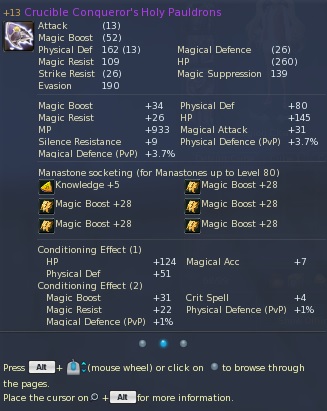 +13 Crucible Conqueror's Holy Pauldrons
Attack (13)
Magic Boost (52)
Physical Def 162 (13) Magical Defence (26)
Magic Resist 109 HP (260)
Strike Resist (26) Magic Suppression 139
Evasion 190
Magic Boost +34 Physical Def +80
Magic Resist +26 HP +145
MP +933 Magical Attack +31
Silence Resistance +9 Physical Defence (PvP) +3.7%
Magical Defence (PvP) +3.7%
Manastone socketing (for Manastones up to Level 80)
Knowledge +5 Magic Boost +28
Magic Boost +28 Magic Boost +28
Magic Boost +28 Magic Boost +28
Conditioning Effect (1)
HP +124 Magical Acc +7
Physical Def +51
Conditioning Effect (2)
Magic Boost +31 Crit Spell +4
Magic Resist +22 Physical Defence (PvP) +1%
Magical Defence (PvP) +1%
Press Alt + (mouse wheel) or click on to browse through
the pages.
Place the cursor on + Alt for more information.